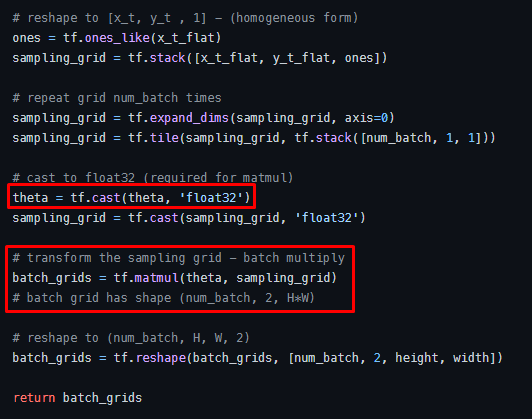 # reshape to [x_t, y_t , 1] – (homogeneous form)
ones = tf.ones_like(x_t_flat)
sampling_grid = tf.stack([x_t_flat, y_t_flat, ones])
# repeat grid num_batch times
sampling_grid = tf.expand_dims(sampling_grid, axis=0)
sampling_grid = tf.tile(sampling_grid, tf.stack([num_batch, 1, 1]))
# cast to float32 (required for matmul)
theta = tf.cast(theta, 'float32')
sampling_grid = tf.cast(sampling_grid, 'float32')
# transform the sampling grid – batch multiply
batch_grids = tf.matmul(theta, sampling_grid)
# batch grid has shape (num_batch, 2, H*W)
# reshape to (num_batch, H, W, 2)
batch_grids = tf.reshape(batch_grids, [num_batch, 2, height, width])
return batch_grids